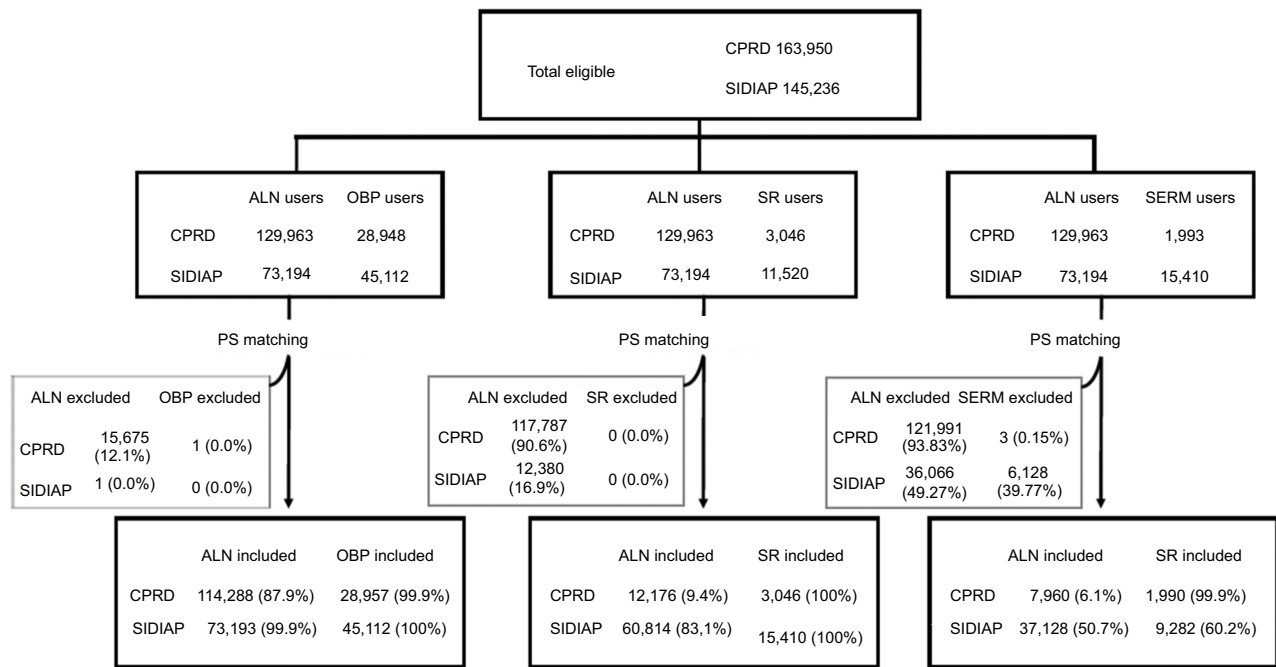 Total eligible
CPRD 163,950
SIDIAP 145,236
ALN users OBP users
CPRD 129,963 28,948
SIDIAP 73,194 45,112
ALN users SR users
CPRD 129,963 3,046
SIDIAP 73,194 11,520
ALN users SERM users
CPRD 129,963 1,993
SIDIAP 73,194 15,410
PS matching
PS matching
PS matching
ALN excluded OBP excluded
CPRD 15,675 (12.1%) 1 (0.0%)
SIDIAP 1 (0.0%) 0 (0.0%)
ALN excluded SR excluded
CPRD 117,787 (90.6%) 0 (0.0%)
SIDIAP 12,380 (16.9%) 0 (0.0%)
ALN excluded SERM excluded
CPRD 121,991 (93.83%) 3 (0.15%)
SIDIAP 36,066 (49.27%) 6,128 (39.77%)
ALN included OBP included
CPRD 114,288 (87.9%) 28,957 (99.9%)
SIDIAP 73,193 (99.9%) 45,112 (100%)
ALN included SR included
CPRD 12,176 (9.4%) 3,046 (100%)
SIDIAP 60,814 (83,1%) 15,410 (100%)
ALN included SR included
CPRD 7,960 (6.1%) 1,990 (99.9%)
SIDIAP 37,128 (50.7%) 9,282 (60.2%)